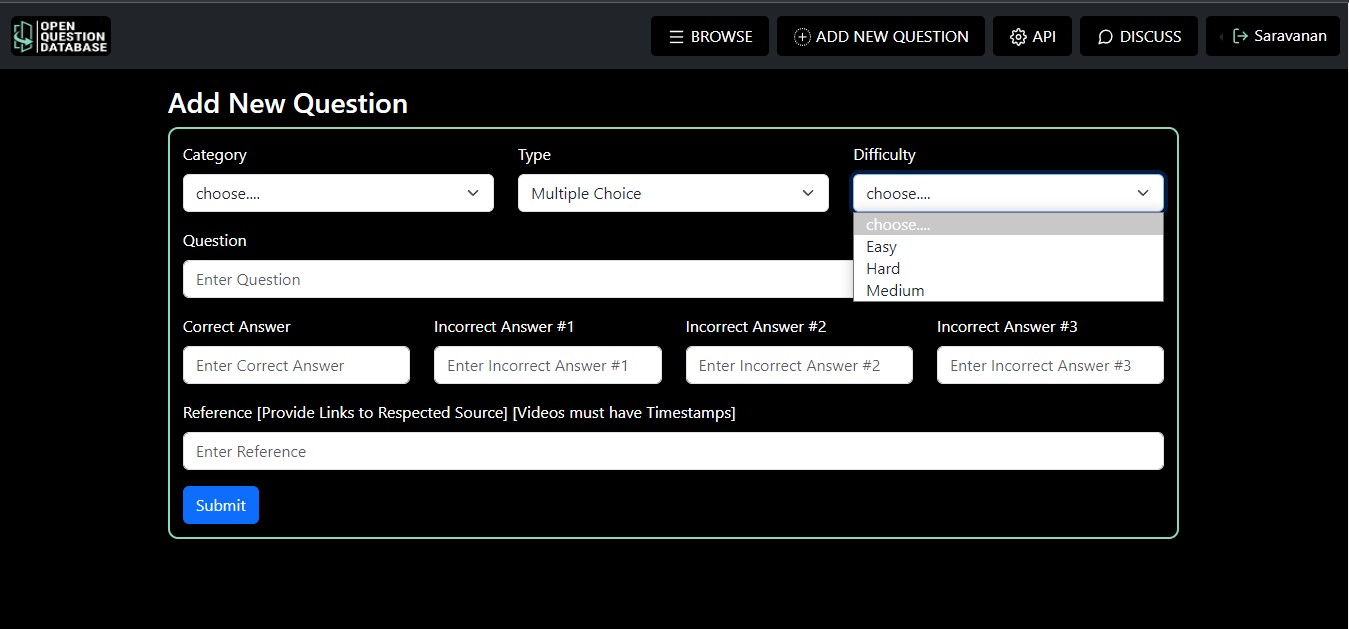 OPEN
QUESTION
DATABASE
BROWSE
ADD NEW QUESTION
API
DISCUSS
Saravanan
Add New Question
Category
Type
Difficulty
choose....
Multiple Choice
choose....
choose....
Easy
Hard
Medium
Question
Enter Question
Correct Answer
Incorrect Answer #1
Incorrect Answer #2
Incorrect Answer #3
Enter Correct Answer
Enter Incorrect Answer #1
Enter Incorrect Answer #2
Enter Incorrect Answer #3
Reference [Provide Links to Respected Source] [Videos must have Timestamps]
Enter Reference
Submit